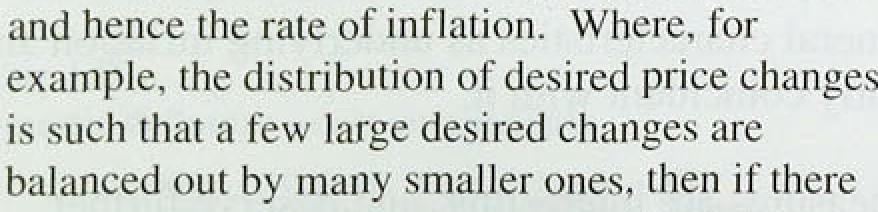 and hence the rate of inflation. Where, for
example, the distribution of desired price changes
is such that a few large desired changes are
balanced out by many smaller ones, then if there